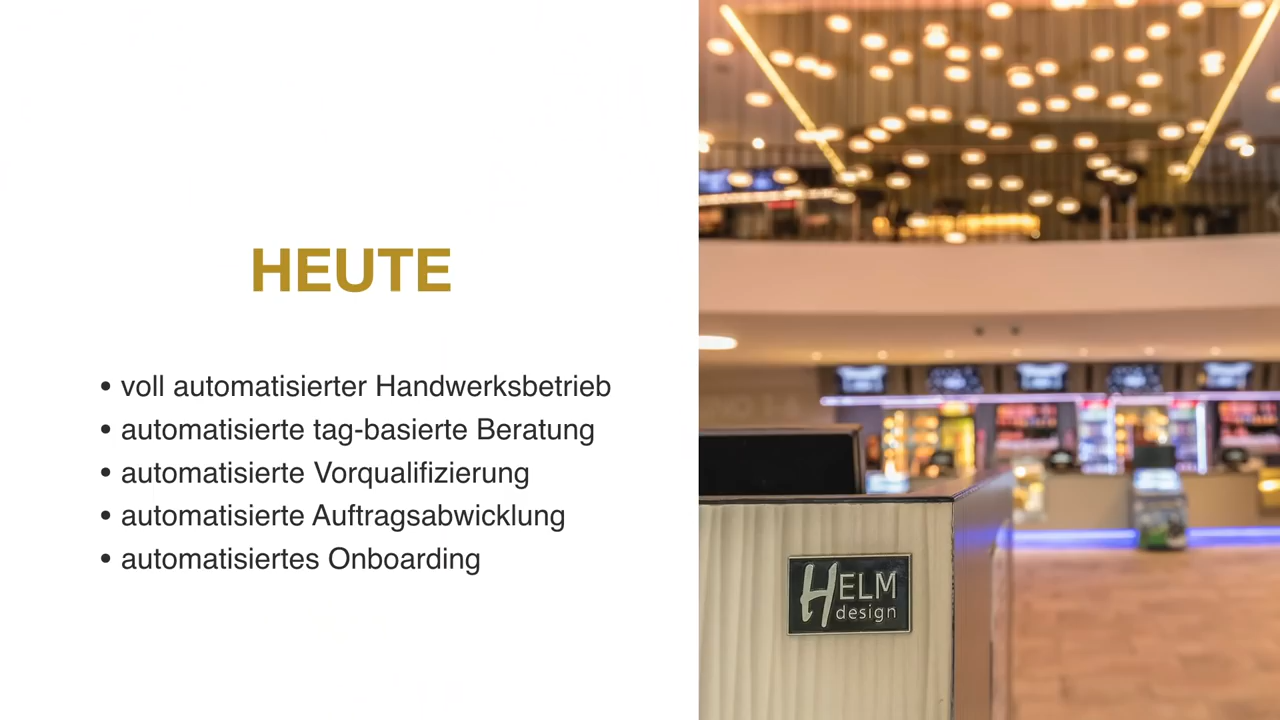 HEUTE
• voll automatisierter Handwerksbetrieb
• automatisierte tag-basierte Beratung
• automatisierte Vorqualifizierung
• automatisierte Auftragsabwicklung
• automatisiertes Onboarding
HELM
design